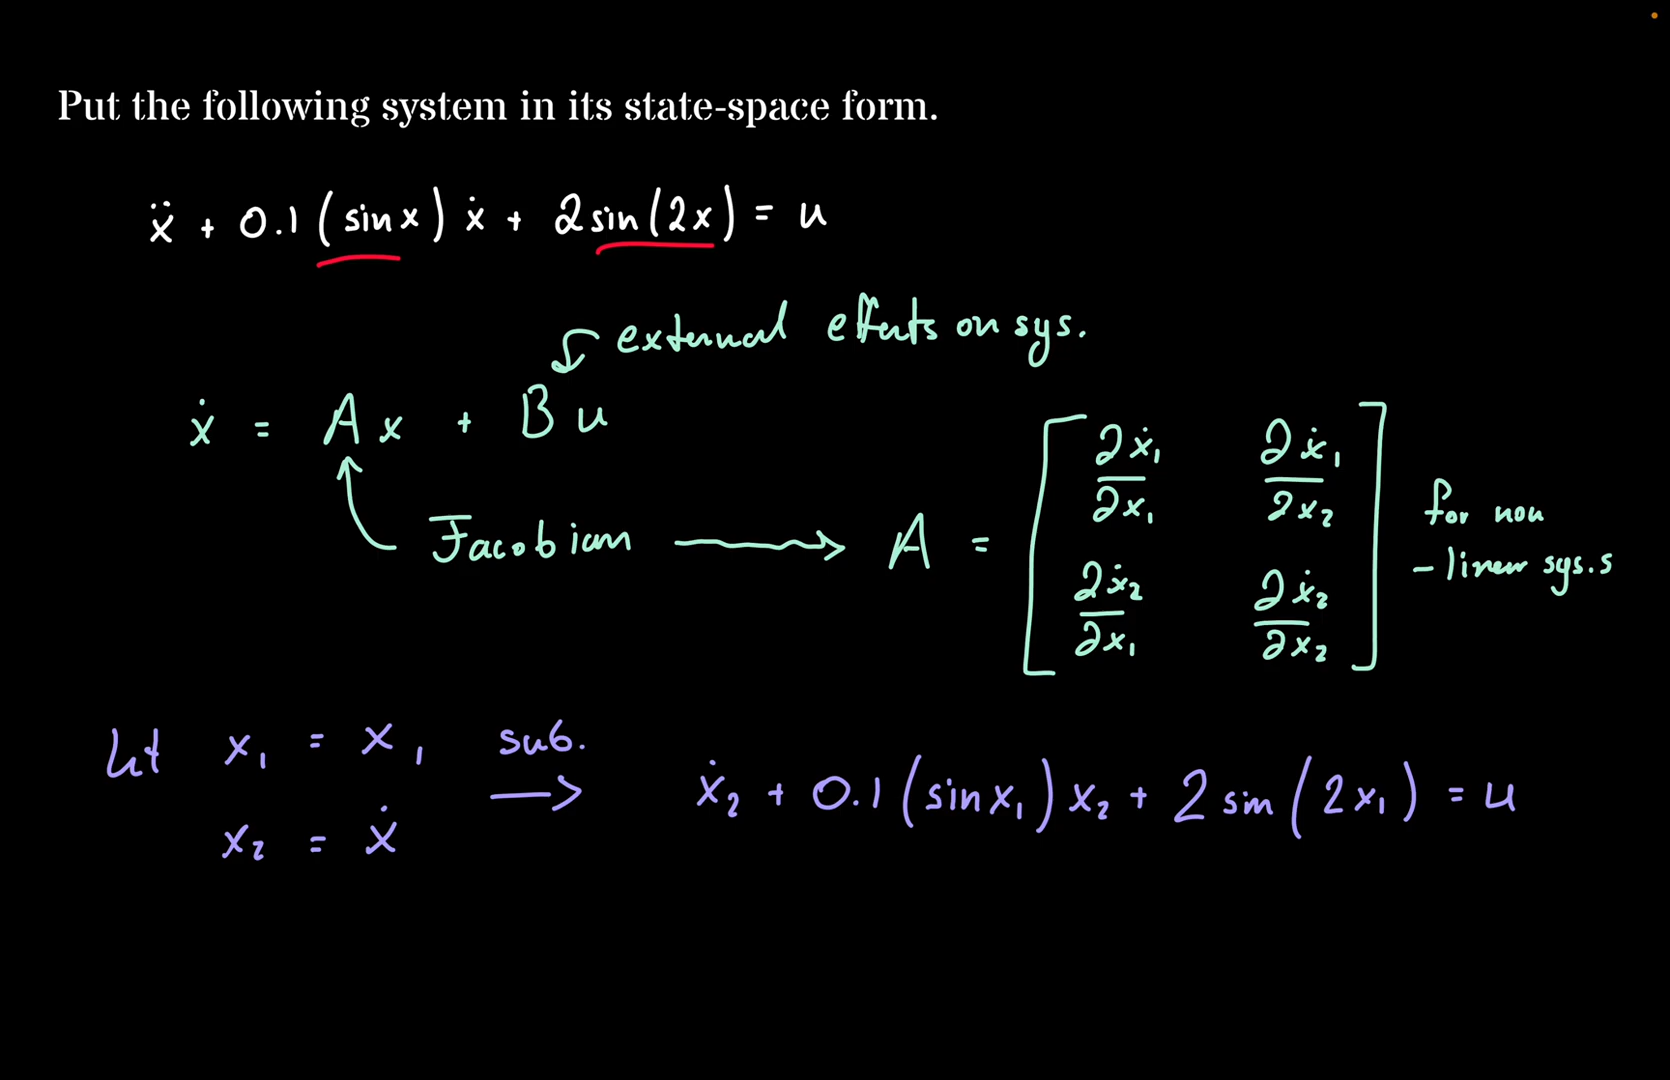 Put the following system in its state-space form.
ẍ + 0.1 (sin x) ẋ + 2 sin(2x) = u
external effects on sys.
ẋ = A x + B u
Jacobian → A = [ ∂ẋ₁/∂x₁ ∂ẋ₁/∂x₂
∂ẋ₂/∂x₁ ∂ẋ₂/∂x₂ ]
for non
- linear sys.s
Let x₁ = x, sub.
→ ẋ₂ + 0.1 (sin x₁) x₂ + 2 sin (2x₁) = u
x₂ = ẋ